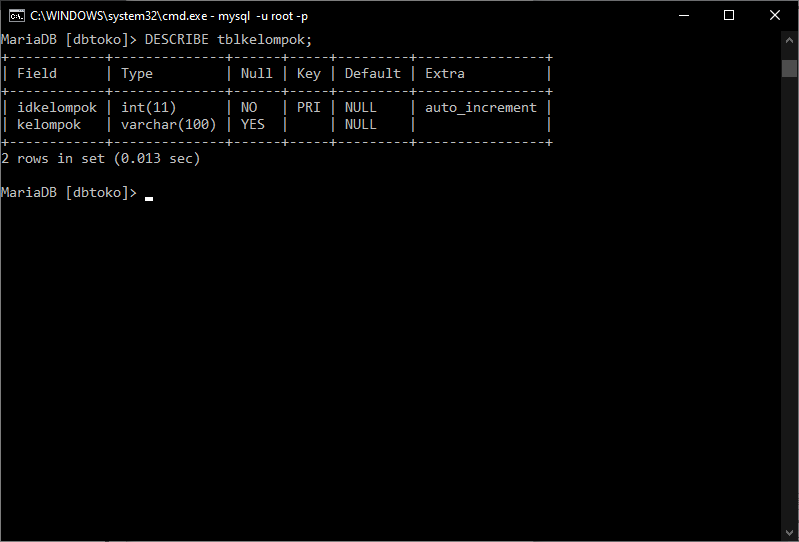 C:\WINDOWS\system32\cmd.exe - mysql  -u root -p
MariaDB [dbtoko]> DESCRIBE tblkelompok;
+------------+--------------+------+-----+---------+----------------+
| Field      | Type         | Null | Key | Default | Extra          |
+------------+--------------+------+-----+---------+----------------+
| idkelompok | int(11)      | NO   | PRI | NULL    | auto_increment |
| kelompok   | varchar(100) | YES  |     | NULL    |                |
+------------+--------------+------+-----+---------+----------------+
2 rows in set (0.013 sec)
MariaDB [dbtoko]>